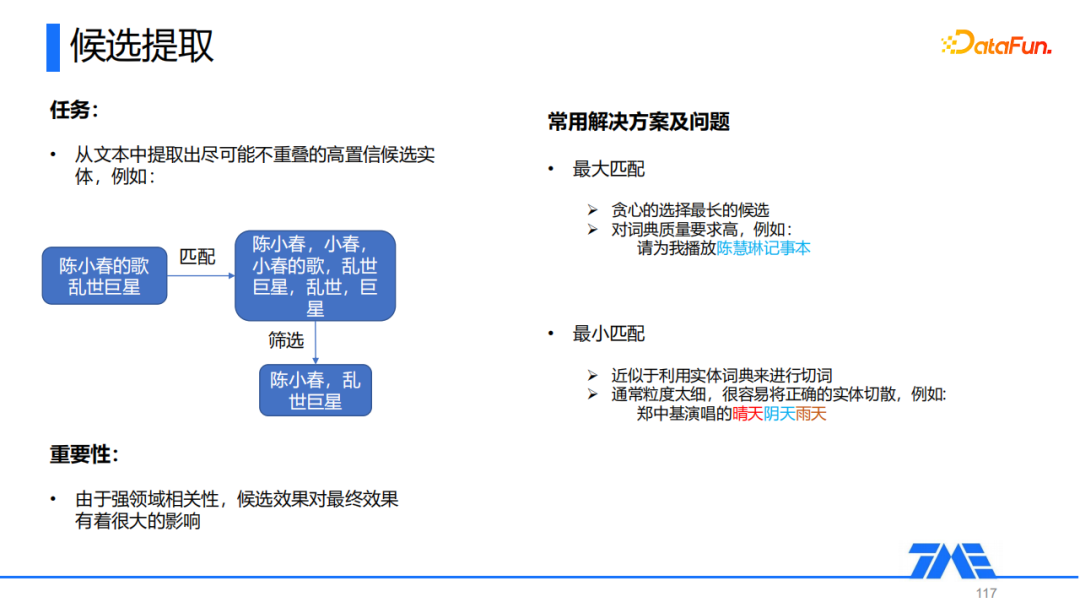 候选提取
DataFun.
任务：
• 从文本中提取出尽可能不重叠的高置信候选实
体，例如：
陈小春的歌
乱世巨星
匹配
陈小春，小春，
小春的歌，乱世
巨星，乱世，巨
星
筛选
陈小春，乱
世巨星
重要性：
• 由于强领域相关性，候选效果对最终效果
有着很大的影响
常用解决方案及问题
• 最大匹配
➢ 贪心的选择最长的候选
➢ 对词典质量要求高，例如：
请为我播放陈慧琳记事本
• 最小匹配
➢ 近似于利用实体词典来进行切词
➢ 通常粒度太细，很容易将正确的实体切散，例如:
郑中基演唱的晴天阴天雨天
TME
117